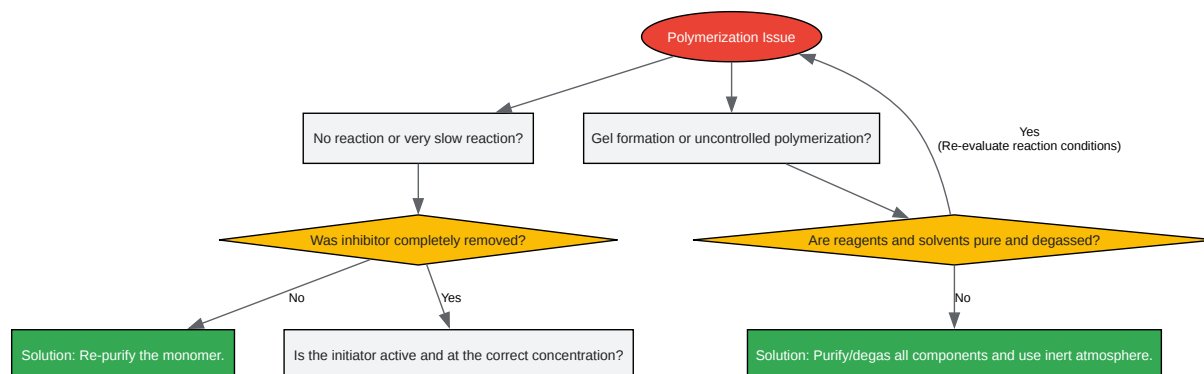 Polymerization Issue
No reaction or very slow reaction?
Gel formation or uncontrolled polymerization?
Yes
(Re-evaluate reaction conditions)
Was inhibitor completely removed?
Are reagents and solvents pure and degassed?
No
Yes
No
Solution: Re-purify the monomer.
Is the initiator active and at the correct concentration?
Solution: Purify/degas all components and use inert atmosphere.